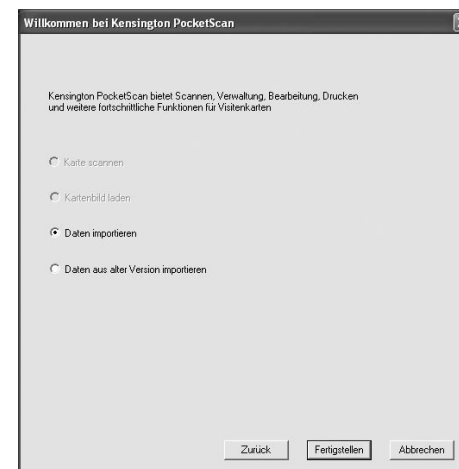 Willkommen bei Kensington PocketScan
Kensington PocketScan bietet Scannen, Verwaltung, Bearbeitung, Drucken
und weitere fortschrittliche Funktionen für Visitenkarten
Karte scannen
Kartenbild laden
Daten importieren
Daten aus alter Version importieren
Zurück
Fertigstellen
Abbrechen